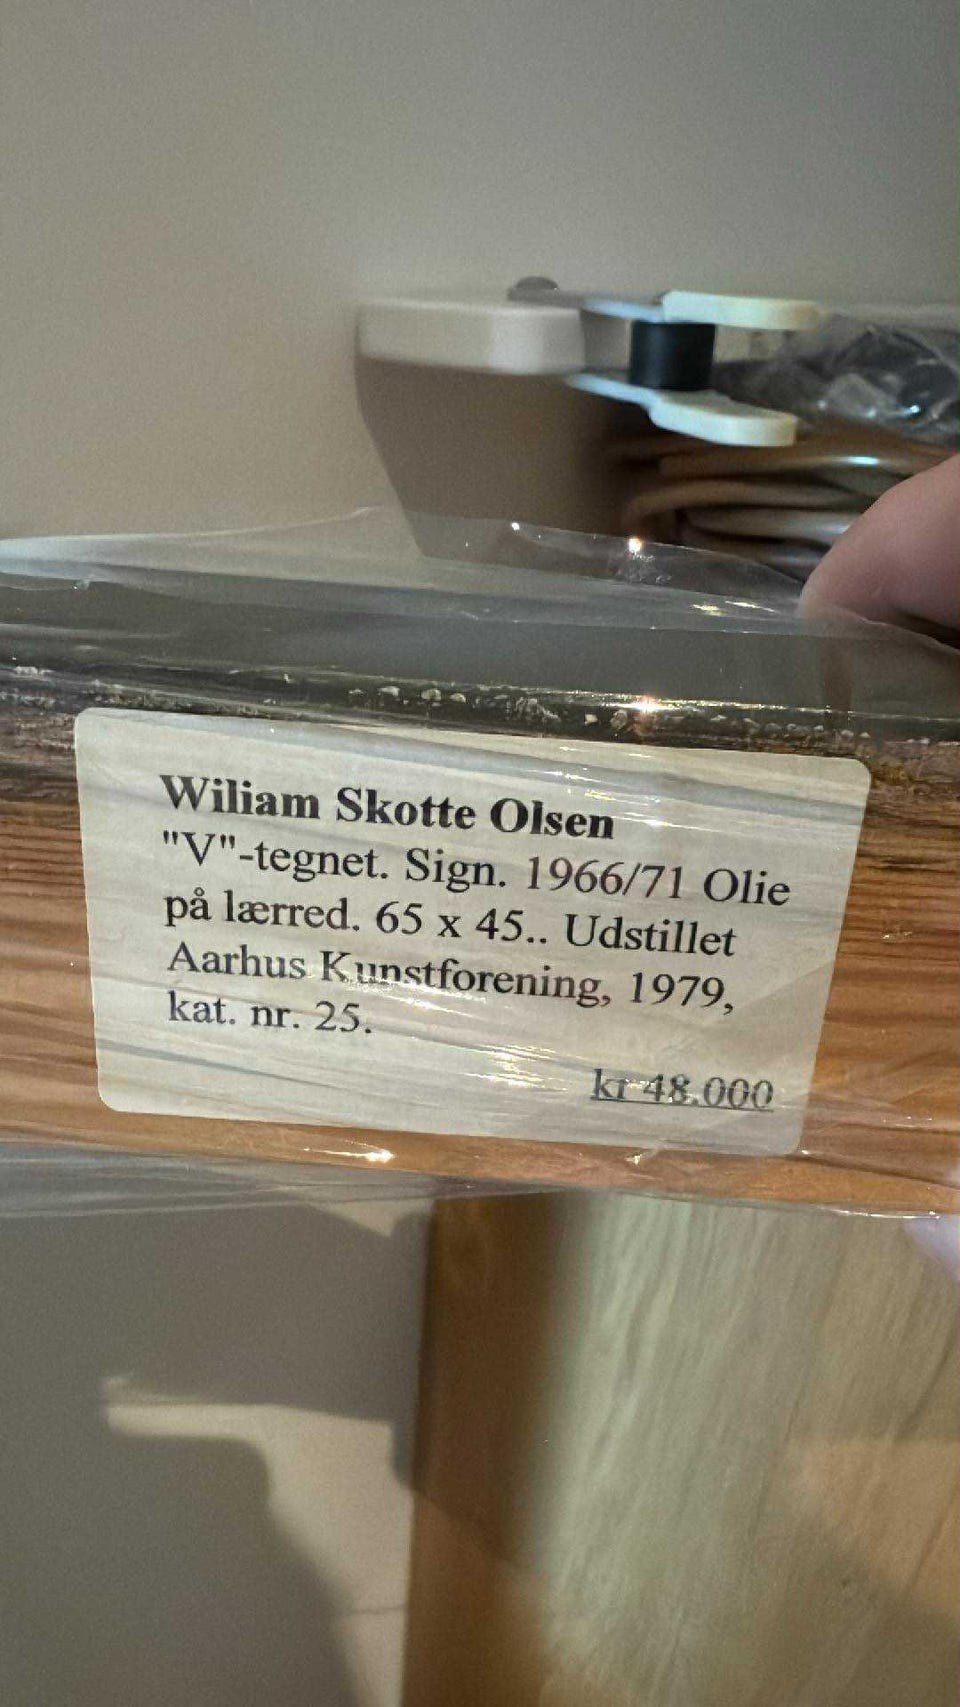 Wiliam Skotte Olsen
"V"-tegnet. Sign. 1966/71 Olie
på lærred. 65 x 45.. Udstillet
Aarhus Kunstforening, 1979,
kat. nr. 25.
kr 48.000